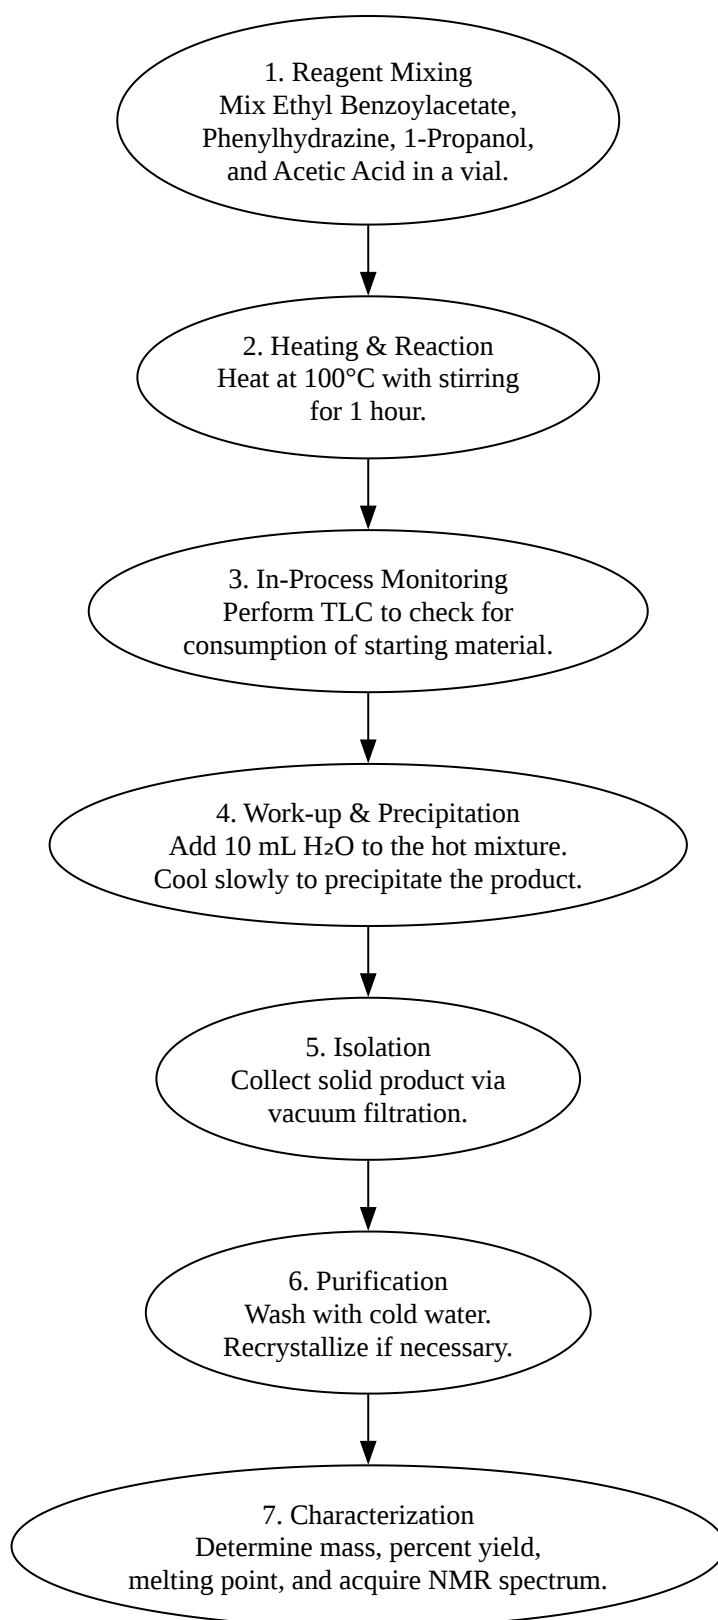 1. Reagent Mixing
Mix Ethyl Benzoylacetate,
Phenylhydrazine, 1-Propanol,
and Acetic Acid in a vial.
2. Heating & Reaction
Heat at 100°C with stirring
for 1 hour.
3. In-Process Monitoring
Perform TLC to check for
consumption of starting material.
4. Work-up & Precipitation
Add 10 mL H₂O to the hot mixture.
Cool slowly to precipitate the product.
5. Isolation
Collect solid product via
vacuum filtration.
6. Purification
Wash with cold water.
Recrystallize if necessary.
7. Characterization
Determine mass, percent yield,
melting point, and acquire NMR spectrum.